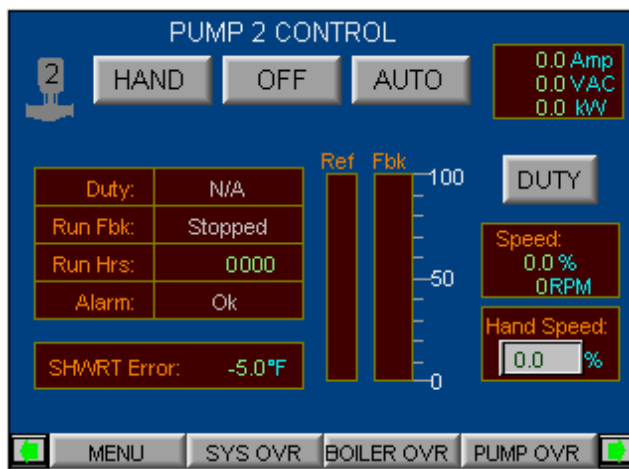 PUMP 2 CONTROL
2
HAND OFF AUTO
0.0 Amp
0.0 VAC
0.0 kW
Ref Fbk
100
50
0
DUTY
Duty: N/A
Run Fbk: Stopped
Run Hrs: 0000
Alarm: Ok
Speed:
0.0 %
0RPM
Hand Speed:
0.0 %
SHWRT Error: -5.0°F
MENU SYS OVR BOILER OVR PUMP OVR